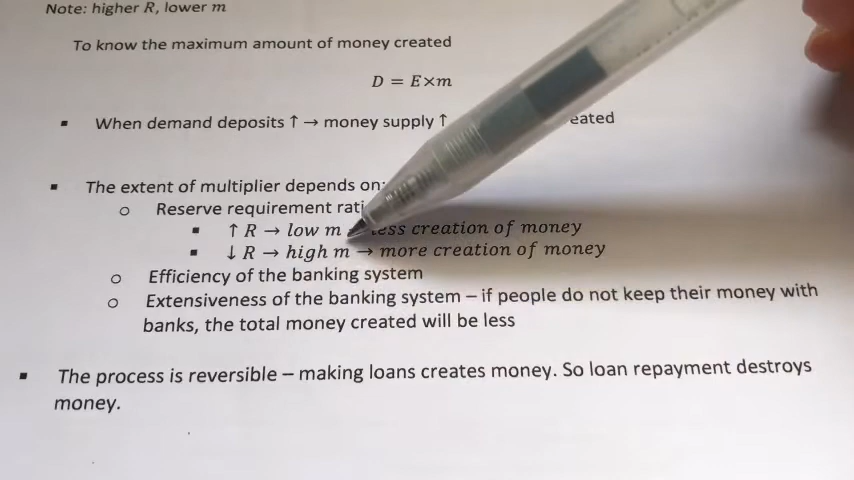 Note: higher R, lower m
To know the maximum amount of money created
D = E×m
▪ When demand deposits ↑ → money supply ↑ eated
▪ The extent of multiplier depends on:
o Reserve requirement rati
▪ ↑ R → low m less creation of money
▪ ↓ R → high m → more creation of money
o Efficiency of the banking system
o Extensiveness of the banking system – if people do not keep their money with
banks, the total money created will be less
▪ The process is reversible – making loans creates money. So loan repayment destroys
money.